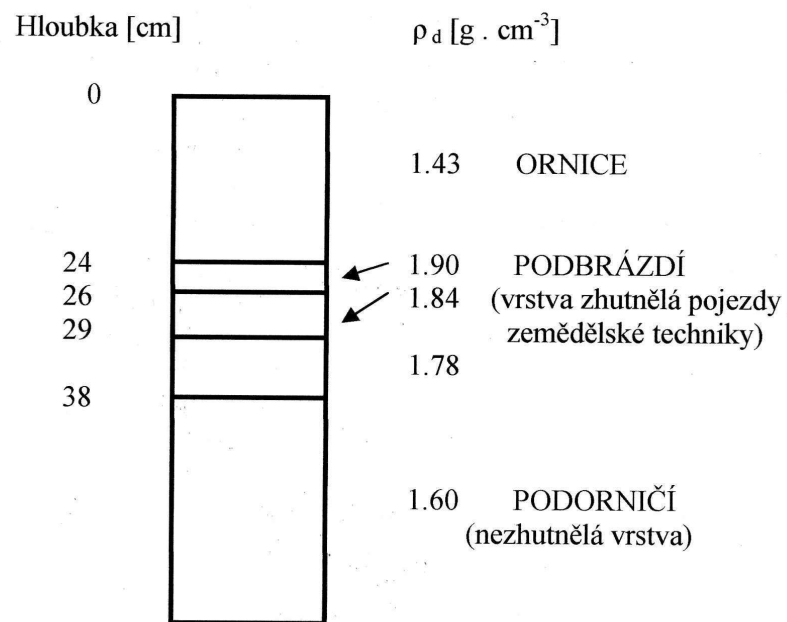 Hloubka [cm] ρ d [g . cm-3]
0
1.43 ORNICE
24 1.90 PODBRÁZDÍ
26 1.84 (vrstva zhutnělá pojezdy
29 zemědělské techniky)
1.78
38
1.60 PODORNIČÍ
(nezhutnělá vrstva)